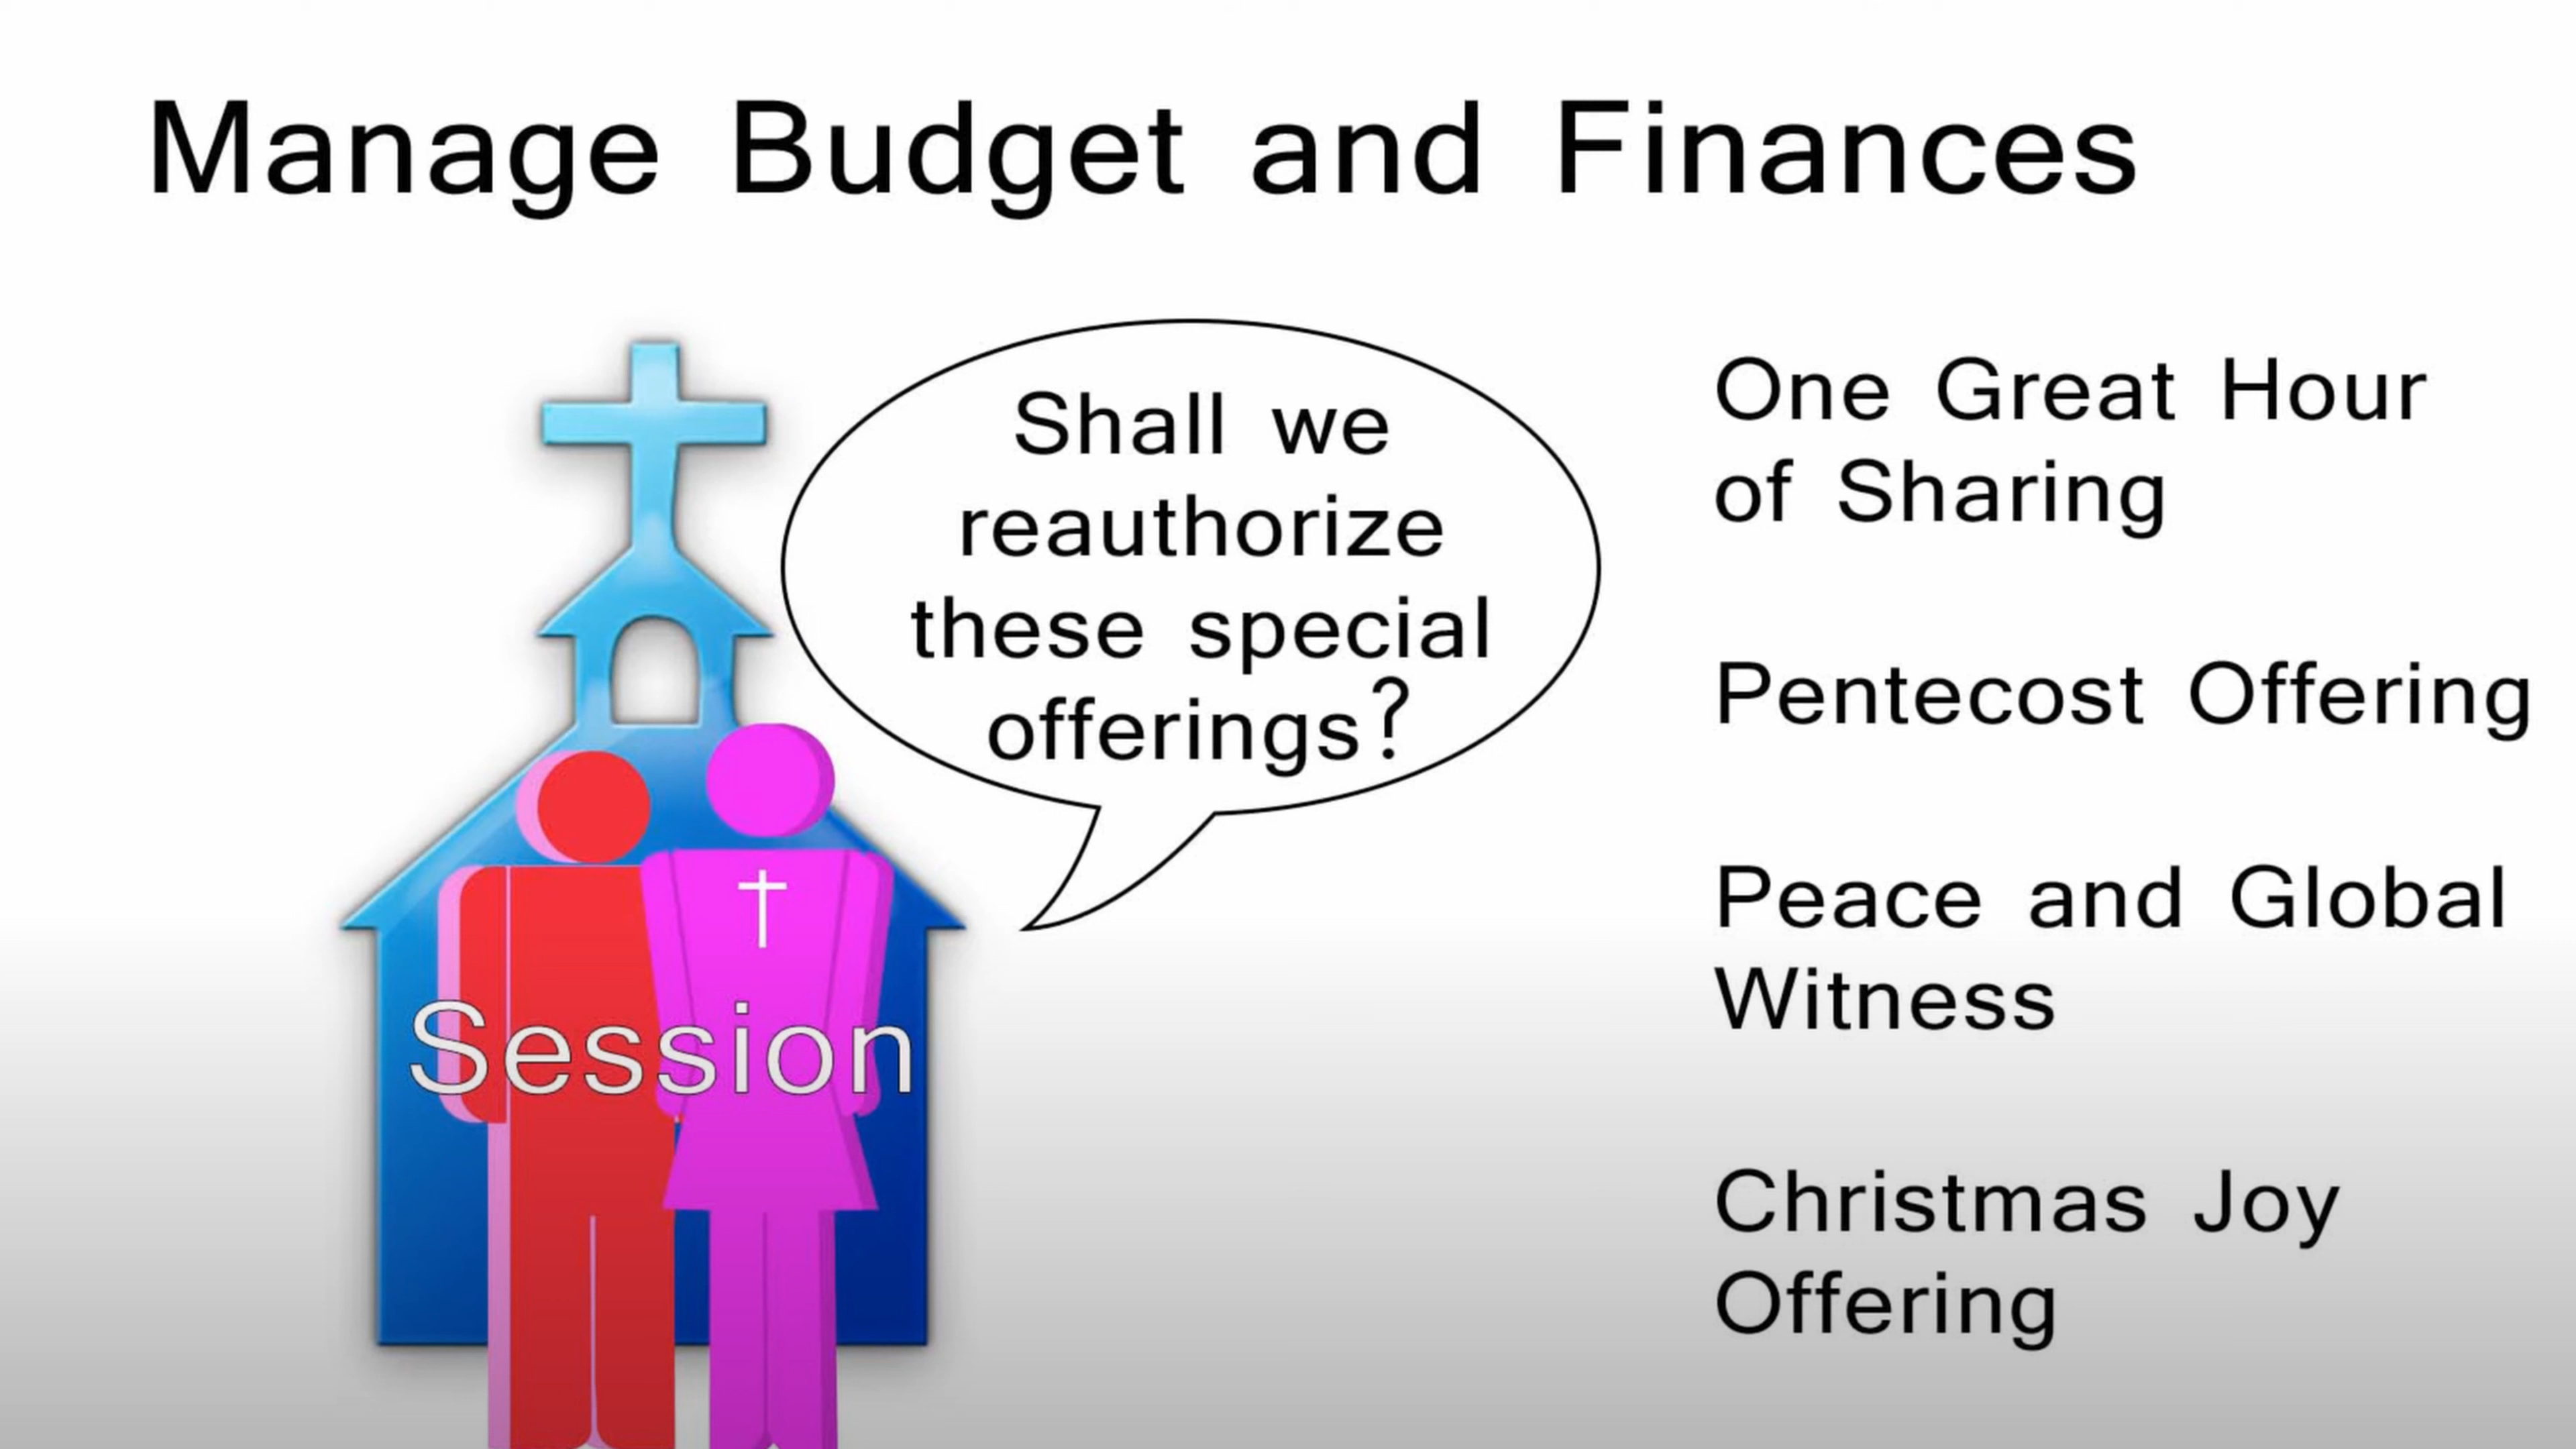 Manage Budget and Finances
Shall we
reauthorize
these special
offerings?
One Great Hour
of Sharing
Pentecost Offering
Peace and Global
Witness
Christmas Joy
Offering
Session